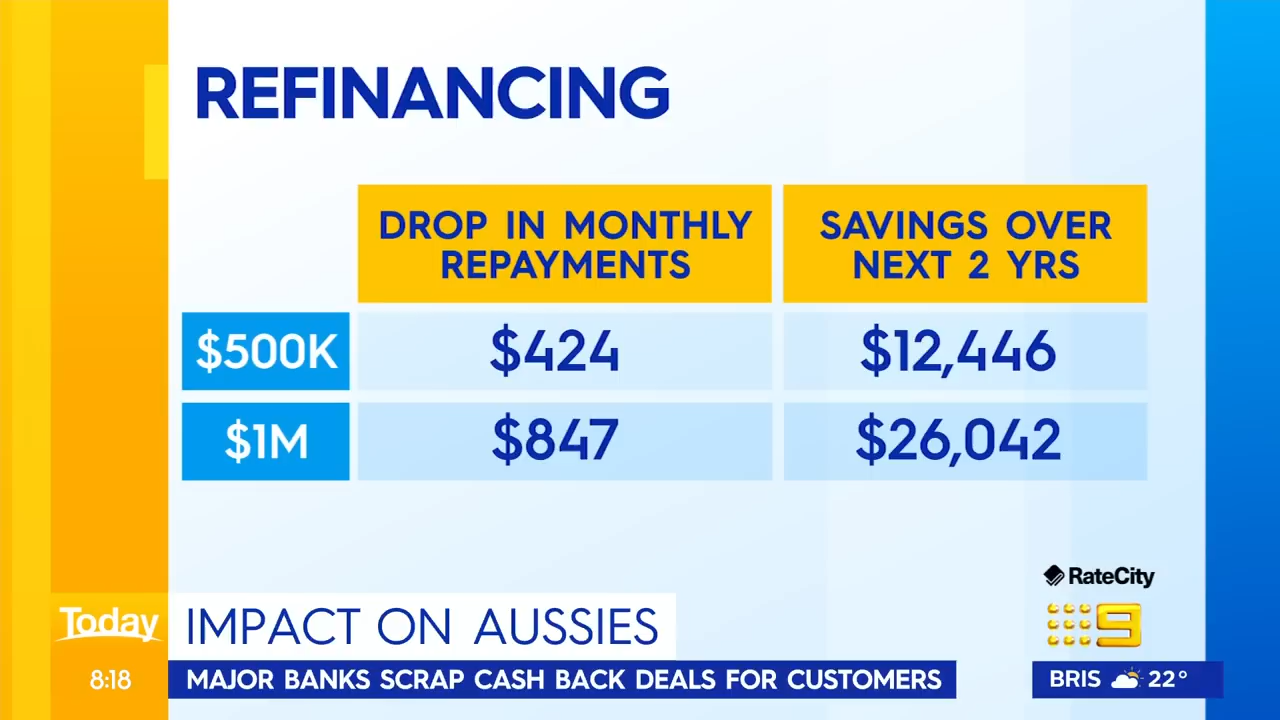 REFINANCING
DROP IN MONTHLY
REPAYMENTS
SAVINGS OVER
NEXT 2 YRS
$500K $424 $12,446
$1M $847 $26,042
RateCity
Today
IMPACT ON AUSSIES
9
8:18
MAJOR BANKS SCRAP CASH BACK DEALS FOR CUSTOMERS
BRIS 22°